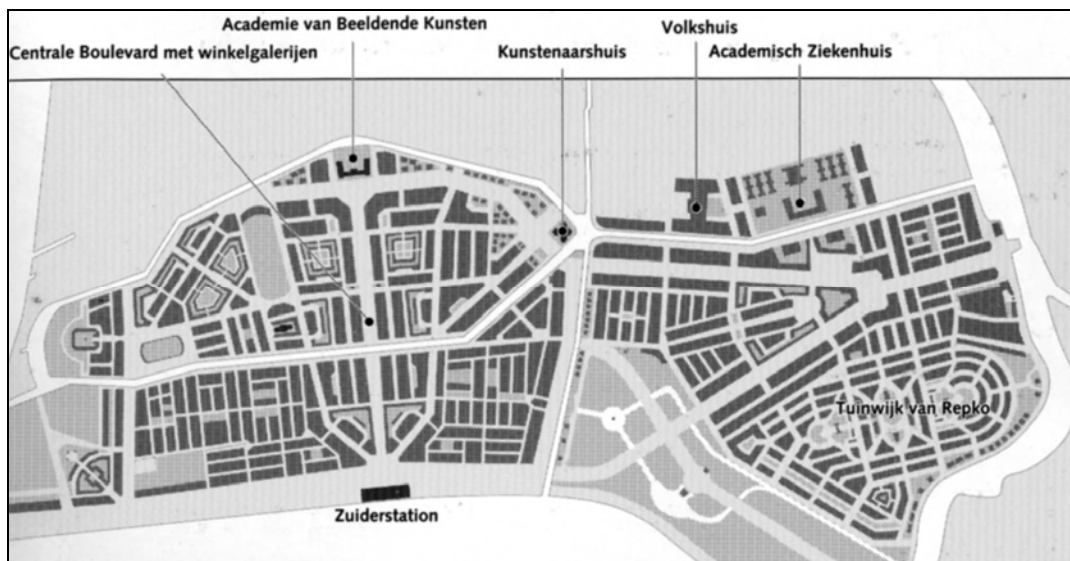 Academie van Beeldende Kunsten
Volkshuis
Centrale Boulevard met winkelgalerijen
Kunstenaarshuis
Academisch Ziekenhuis
Tuinwijk van Repko
Zuiderstation